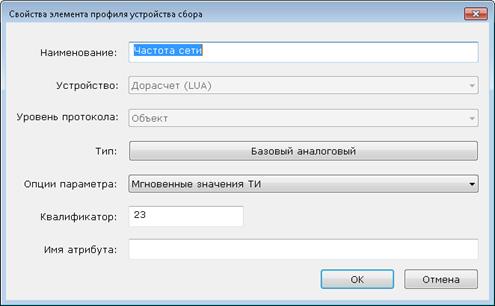 Свойства элемента профиля устройства сбора
Наименование: Частота сети
Устройство: Дорасчет (LUA)
Уровень протокола: Объект
Тип: Базовый аналоговый
Опции параметра: Мгновенные значения ТИ
Квалификатор: 23
Имя атрибута:
OK Отмена